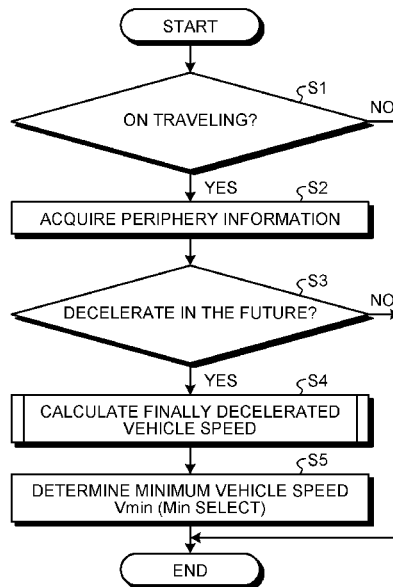 START
S1
ON TRAVELING?
NO
YES
S2
ACQUIRE PERIPHERY INFORMATION
S3
DECELERATE IN THE FUTURE?
NO
YES
S4
CALCULATE FINALLY DECELERATED
VEHICLE SPEED
S5
DETERMINE MINIMUM VEHICLE SPEED
Vmin (Min SELECT)
END